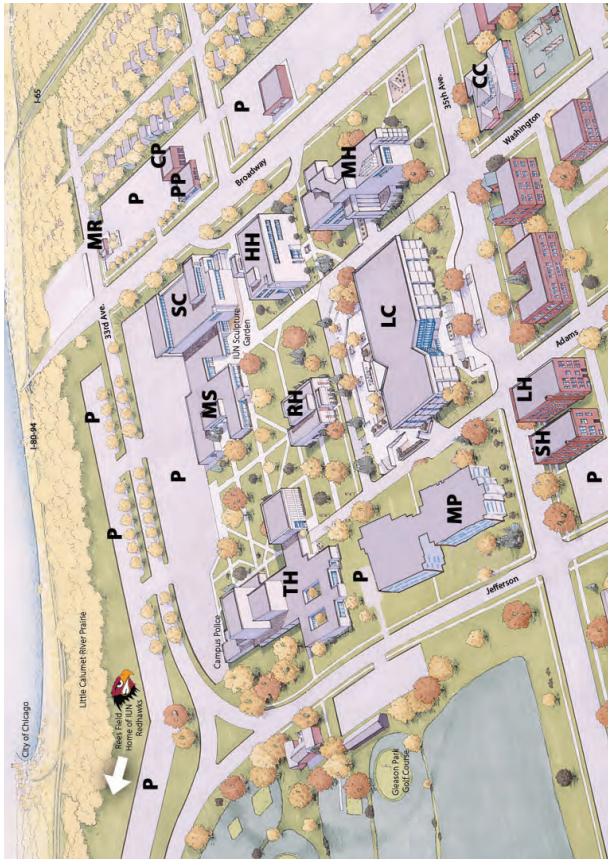 City of Chicago
I-80-94
I-65
Little Calumet River Prairie
P
MR
33rd Ave.
P
Rees Field
Home of IUN
Redhawks
P
P
CP
PP
P
SC
MS
Campus Police
P
IUN Sculpture
Garden
HH
Broadway
TH
RH
MH
P
LC
Gleason Park
Golf Course
35th Ave.
MP
CC
Jefferson
Washington
LH
SH
Adams
P